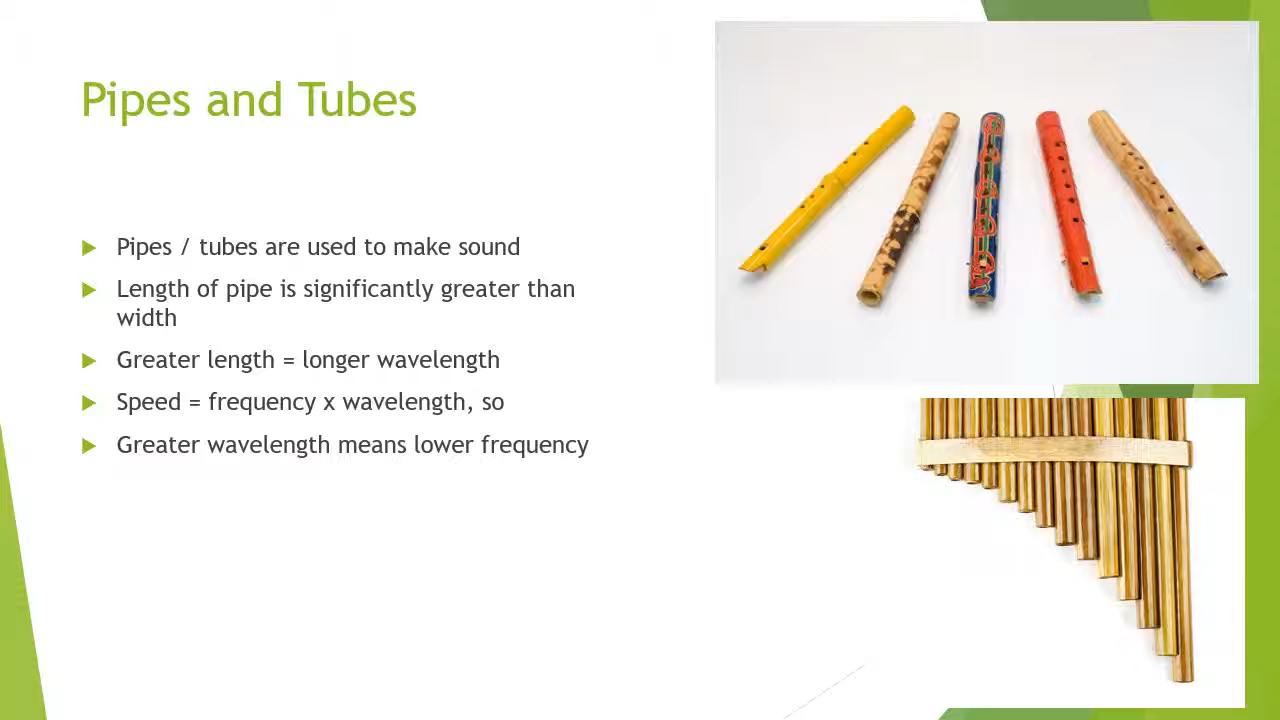 Pipes and Tubes
Pipes / tubes are used to make sound
Length of pipe is significantly greater than
width
Greater length = longer wavelength
Speed = frequency x wavelength, so
Greater wavelength means lower frequency